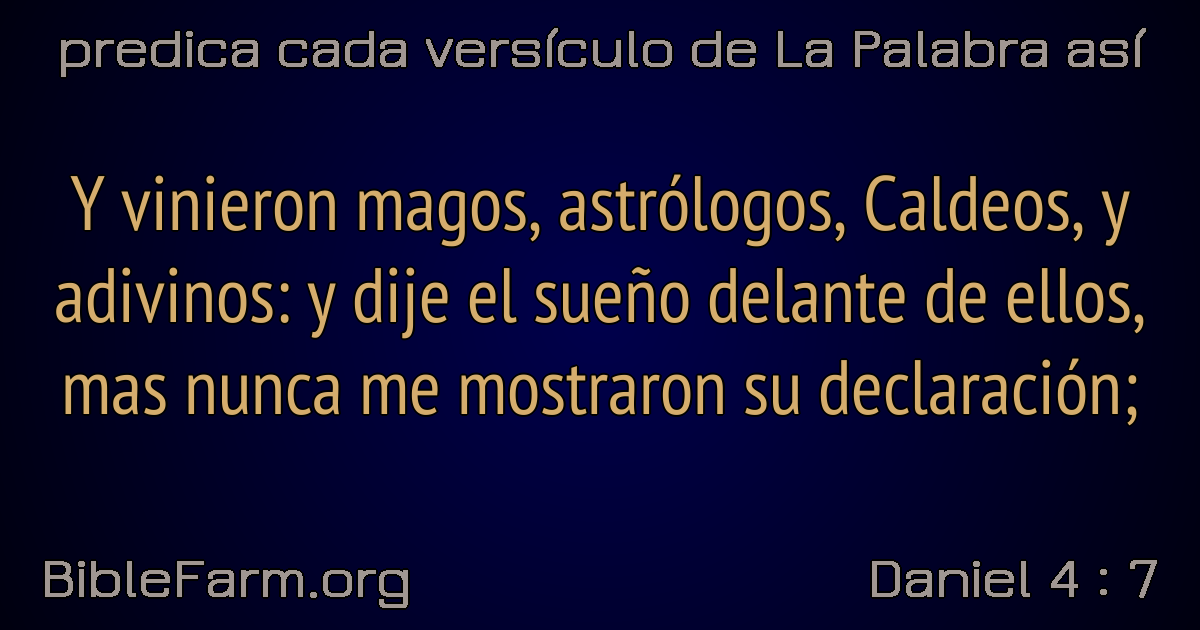 predica cada versículo de La Palabra así
Y vinieron magos, astrólogos, Caldeos, y
adivinos: y dije el sueño delante de ellos,
mas nunca me mostraron su declaración;
BibleFarm.org
Daniel 4 : 7